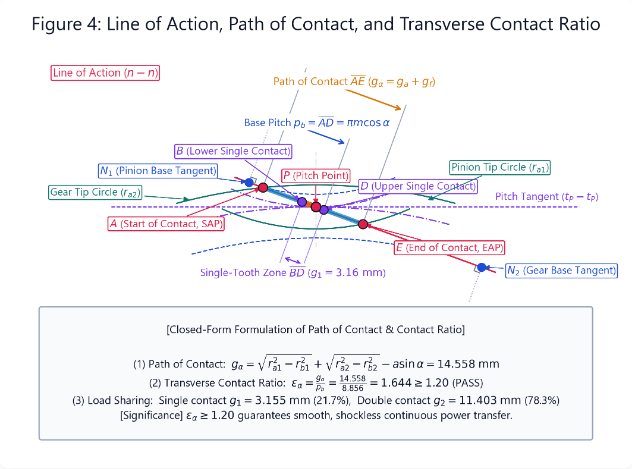 Figure 4: Line of Action, Path of Contact, and Transverse Contact Ratio
Line of Action (n − n)
Path of Contact A̅E̅ (gα = ga + gf)
Base Pitch pb = A̅D̅ = πm cos α
B (Lower Single Contact)
N₁ (Pinion Base Tangent)
P (Pitch Point)
Pinion Tip Circle (ra1)
D (Upper Single Contact)
Gear Tip Circle (ra2)
Pitch Tangent (tP − tP)
A (Start of Contact, SAP)
E (End of Contact, EAP)
Single-Tooth Zone B̅D̅ (g₁ = 3.16 mm)
N₂ (Gear Base Tangent)
[Closed-Form Formulation of Path of Contact & Contact Ratio]
(1) Path of Contact: gα = √(r²a1 − r²b1) + √(r²a2 − r²b2) − a sin α = 14.558 mm
(2) Transverse Contact Ratio: εα = gα/pb = 14.558/8.856 = 1.644 ≥ 1.20 (PASS)
(3) Load Sharing: Single contact g₁ = 3.155 mm (21.7%), Double contact g₂ = 11.403 mm (78.3%)
[Significance] εα ≥ 1.20 guarantees smooth, shockless continuous power transfer.